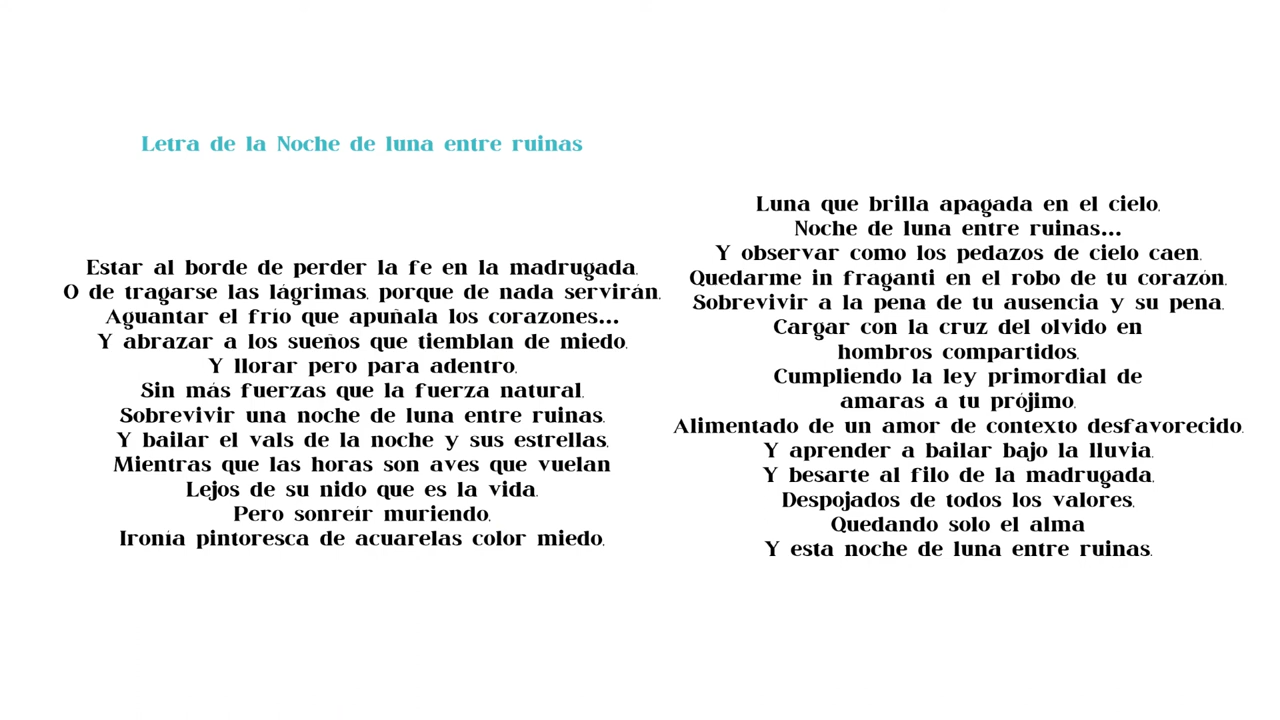 Letra de la Noche de luna entre ruinas
Estar al borde de perder la fe en la madrugada.
O de tragarse las lágrimas, porque de nada servirán.
Aguantar el frío que apuñala los corazones...
Y abrazar a los sueños que tiemblan de miedo.
Y llorar pero para adentro.
Sin más fuerzas que la fuerza natural.
Sobrevivir una noche de luna entre ruinas.
Y bailar el vals de la noche y sus estrellas.
Mientras que las horas son aves que vuelan
Lejos de su nido que es la vida.
Pero sonreír muriendo.
Ironía pintoresca de acuarelas color miedo.
Luna que brilla apagada en el cielo.
Noche de luna entre ruinas...
Y observar como los pedazos de cielo caen.
Quedarme in fraganti en el robo de tu corazón.
Sobrevivir a la pena de tu ausencia y su pena.
Cargar con la cruz del olvido en
hombros compartidos.
Cumpliendo la ley primordial de
amaras a tu prójimo.
Alimentado de un amor de contexto desfavorecido.
Y aprender a bailar bajo la lluvia.
Y besarte al filo de la madrugada.
Despojados de todos los valores.
Quedando solo el alma
Y esta noche de luna entre ruinas.